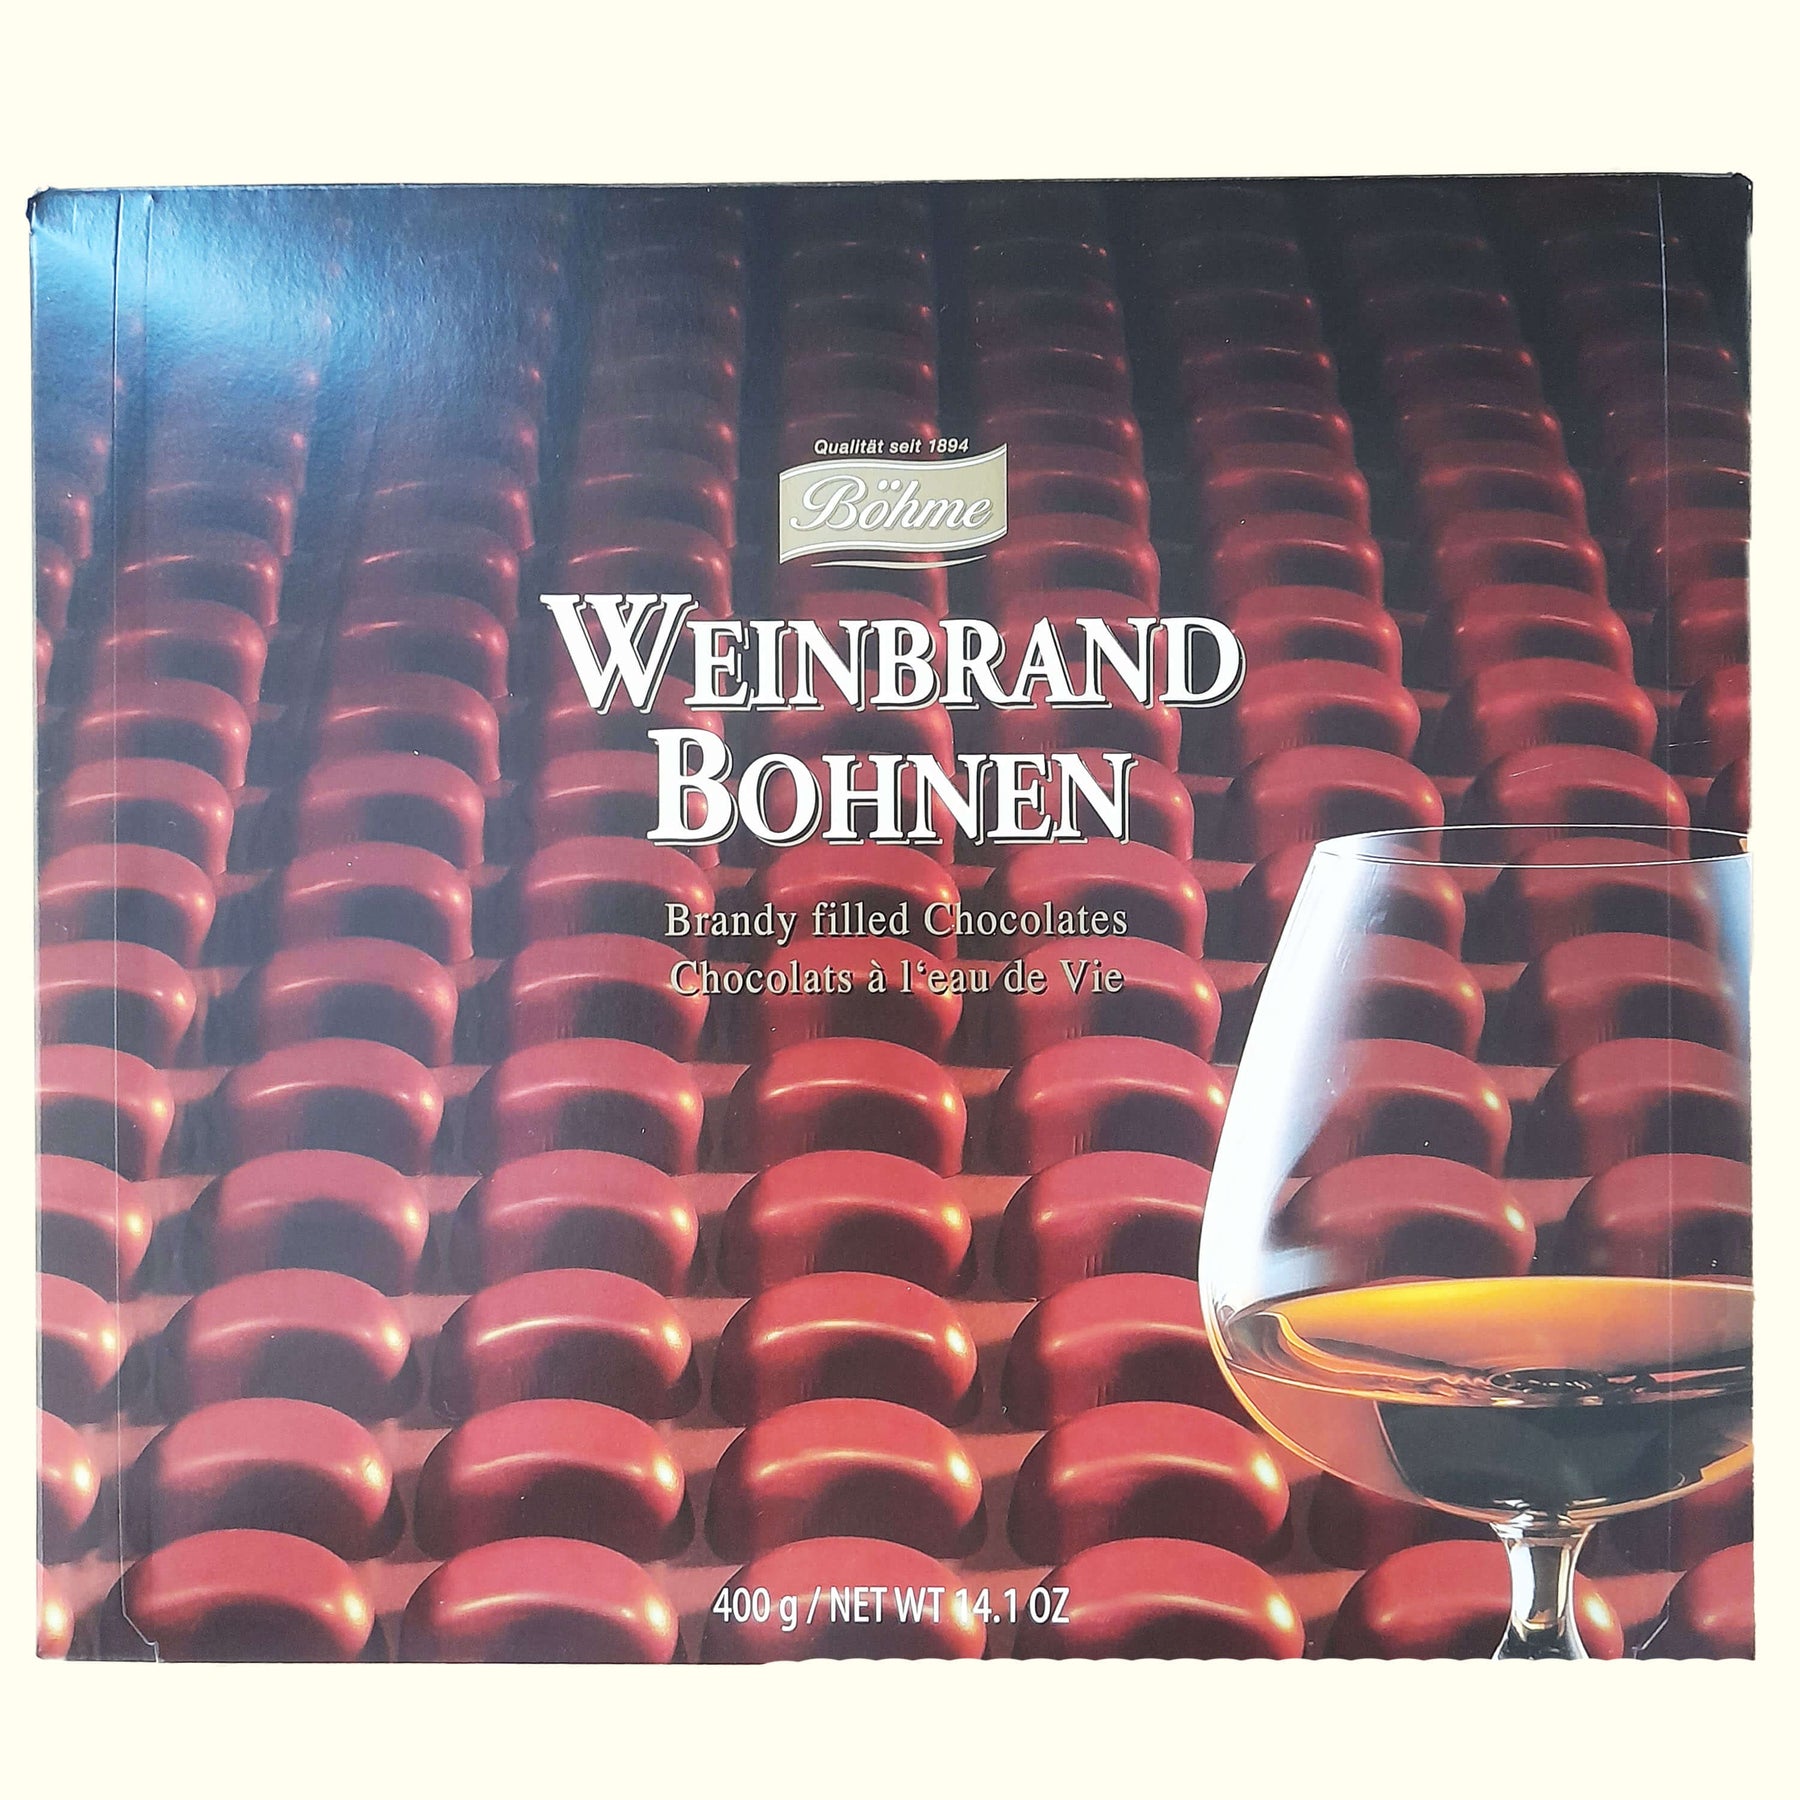 Qualität seit 1894
Böhme
WEINBRAND
BOHNEN
Brandy filled Chocolates
Chocolats à l‘eau de Vie
400 g / NET WT 14.1 OZ